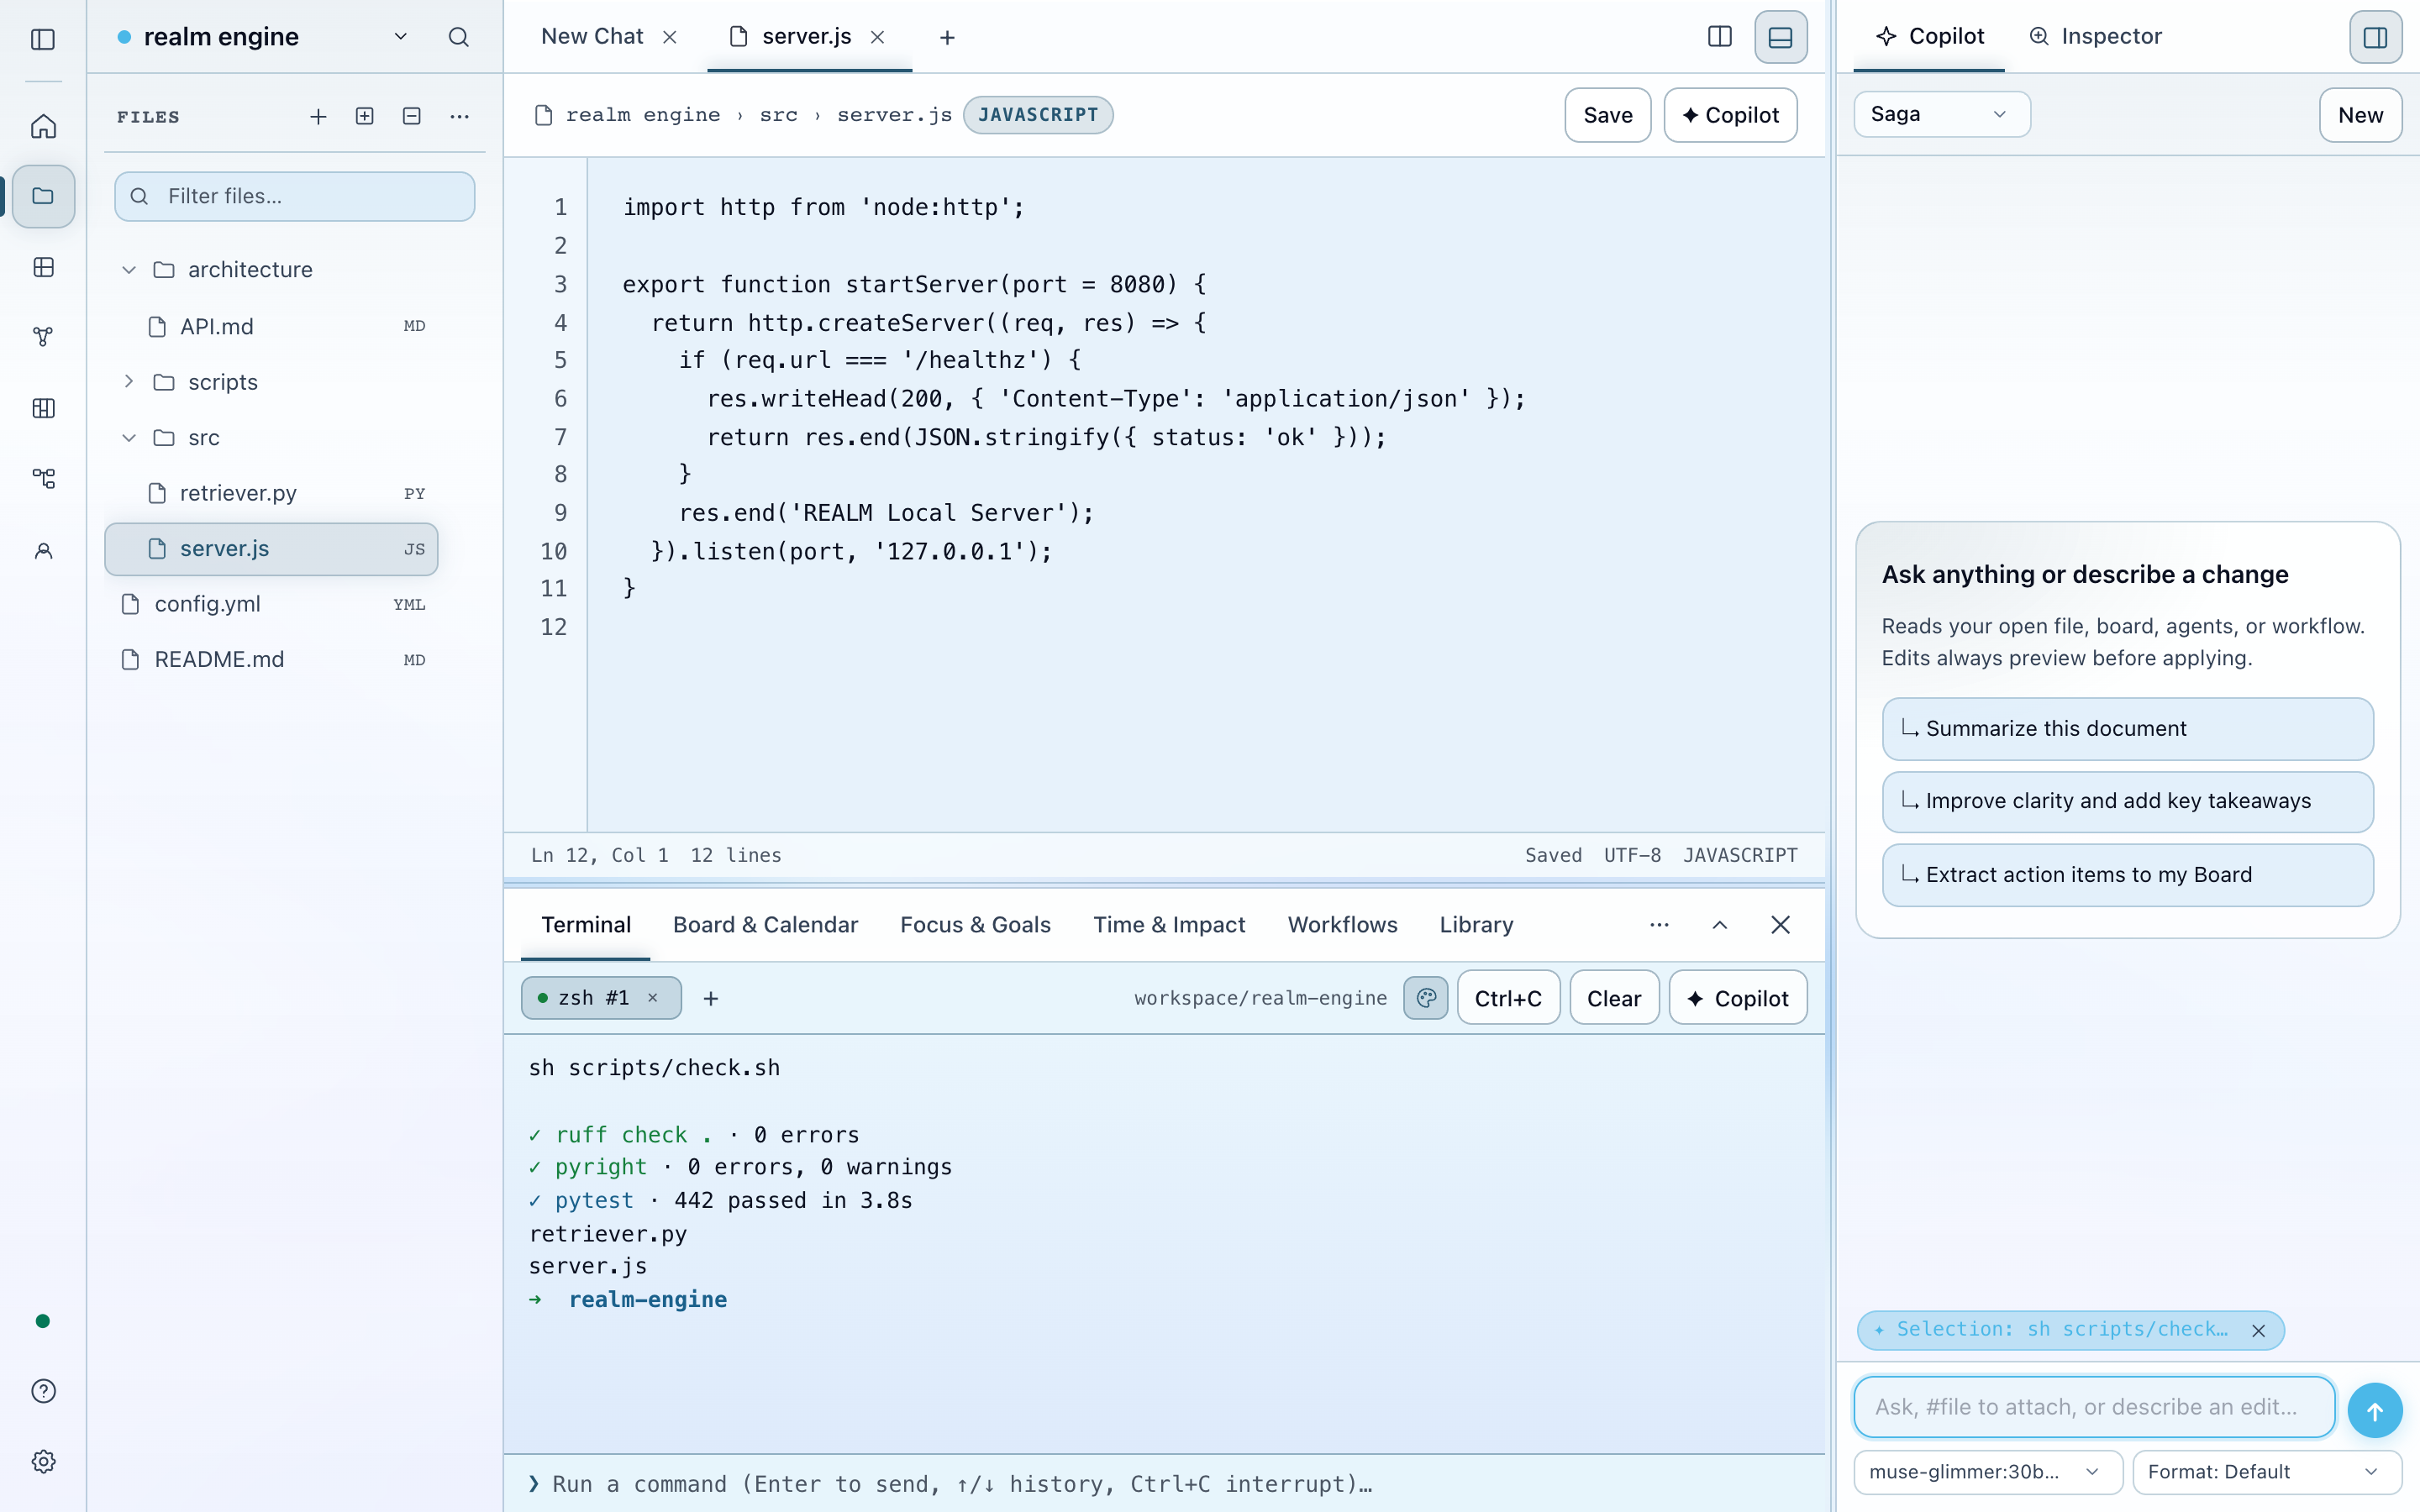 realm engine
FILES
Filter files...
architecture
API.md MD
scripts
src
retriever.py PY
server.js JS
config.yml YML
README.md MD
New Chat
server.js
realm engine › src › server.js JAVASCRIPT
Save
✦ Copilot
1 import http from 'node:http';
2
3 export function startServer(port = 8080) {
4   return http.createServer((req, res) => {
5     if (req.url === '/healthz') {
6       res.writeHead(200, { 'Content-Type': 'application/json' });
7       return res.end(JSON.stringify({ status: 'ok' }));
8     }
9     res.end('REALM Local Server');
10   }).listen(port, '127.0.0.1');
11 }
12
Ln 12, Col 1 12 lines
Saved UTF-8 JAVASCRIPT
Terminal Board & Calendar Focus & Goals Time & Impact Workflows Library
zsh #1 ×
workspace/realm-engine
Ctrl+C
Clear
✦ Copilot
sh scripts/check.sh
✓ ruff check . · 0 errors
✓ pyright · 0 errors, 0 warnings
✓ pytest · 442 passed in 3.8s
retriever.py
server.js
➜ realm-engine
❯ Run a command (Enter to send, ↑/↓ history, Ctrl+C interrupt)…
Copilot
Inspector
Saga
New
Ask anything or describe a change
Reads your open file, board, agents, or workflow.
Edits always preview before applying.
Summarize this document
Improve clarity and add key takeaways
Extract action items to my Board
✦ Selection: sh scripts/check…
Ask, #file to attach, or describe an edit...
muse-glimmer:30b...
Format: Default